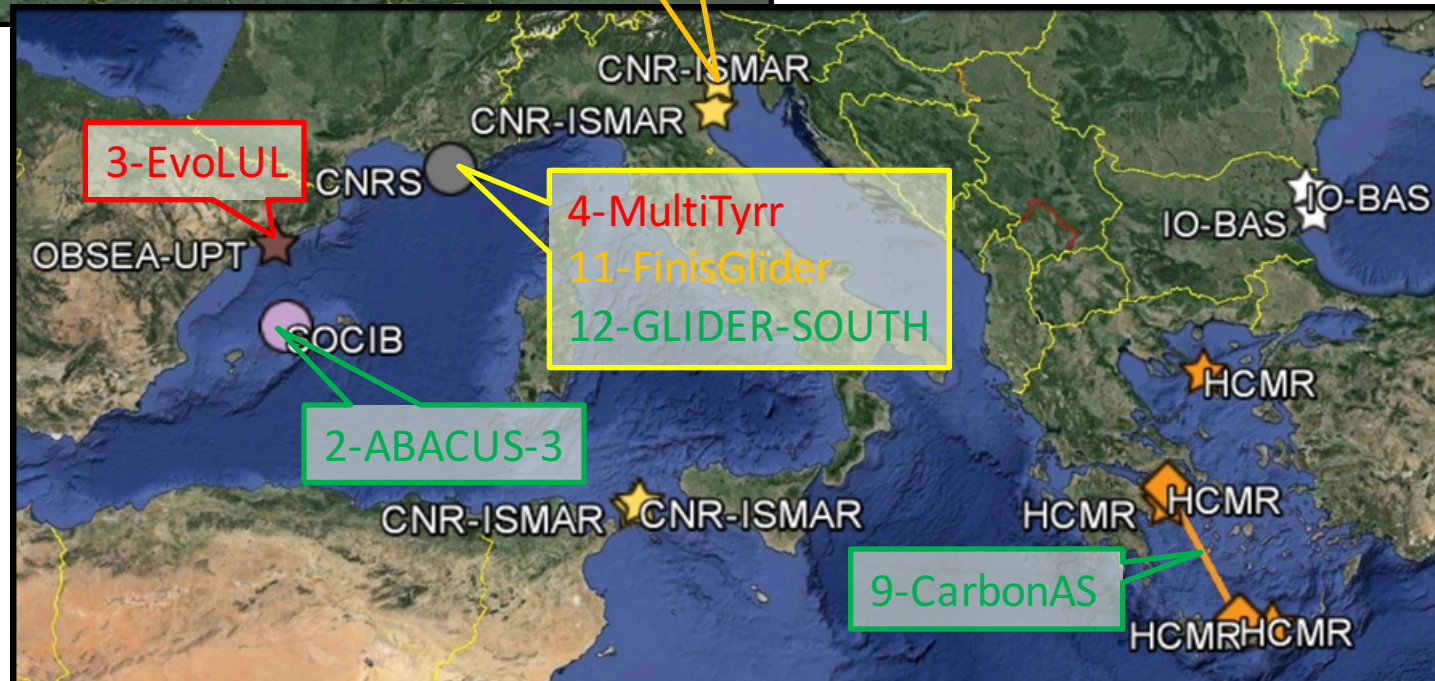 CNR-ISMAR
CNR-ISMAR
3-EvoLUL
CNRS
4-MultiTyrr
11-FinisGlider
12-GLIDER-SOUTH
IO-BAS
IO-BAS
OBSEA-UPT
SOCIB
HCMR
2-ABACUS-3
CNR-ISMAR
CNR-ISMAR
HCMR
HCMR
9-CarbonAS
HCMR
HCMR